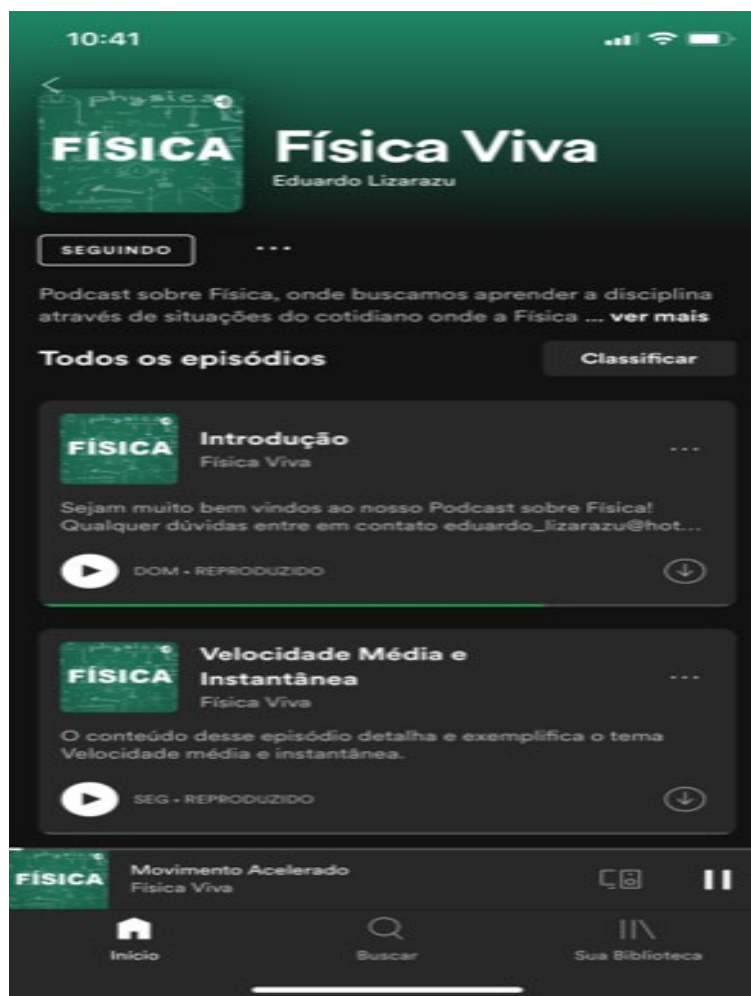 10:41
physics
FÍSICA
Física Viva
Eduardo Lizarazu
SEGUINDO
Podcast sobre Física, onde buscamos aprender a disciplina
através de situações do cotidiano onde a Física ... ver mais
Todos os episódios
Classificar
FÍSICA
Introdução
Física Viva
Sejam muito bem vindos ao nosso Podcast sobre Física!
Qualquer dúvidas entre em contato eduardo_lizarazu@hot...
DOM • REPRODUZIDO
FÍSICA
Velocidade Média e
Instantânea
Física Viva
O conteúdo desse episódio detalha e exemplifica o tema
Velocidade média e instantânea.
SEG • REPRODUZIDO
FÍSICA
Movimento Acelerado
Física Viva
Início
Buscar
Sua Biblioteca